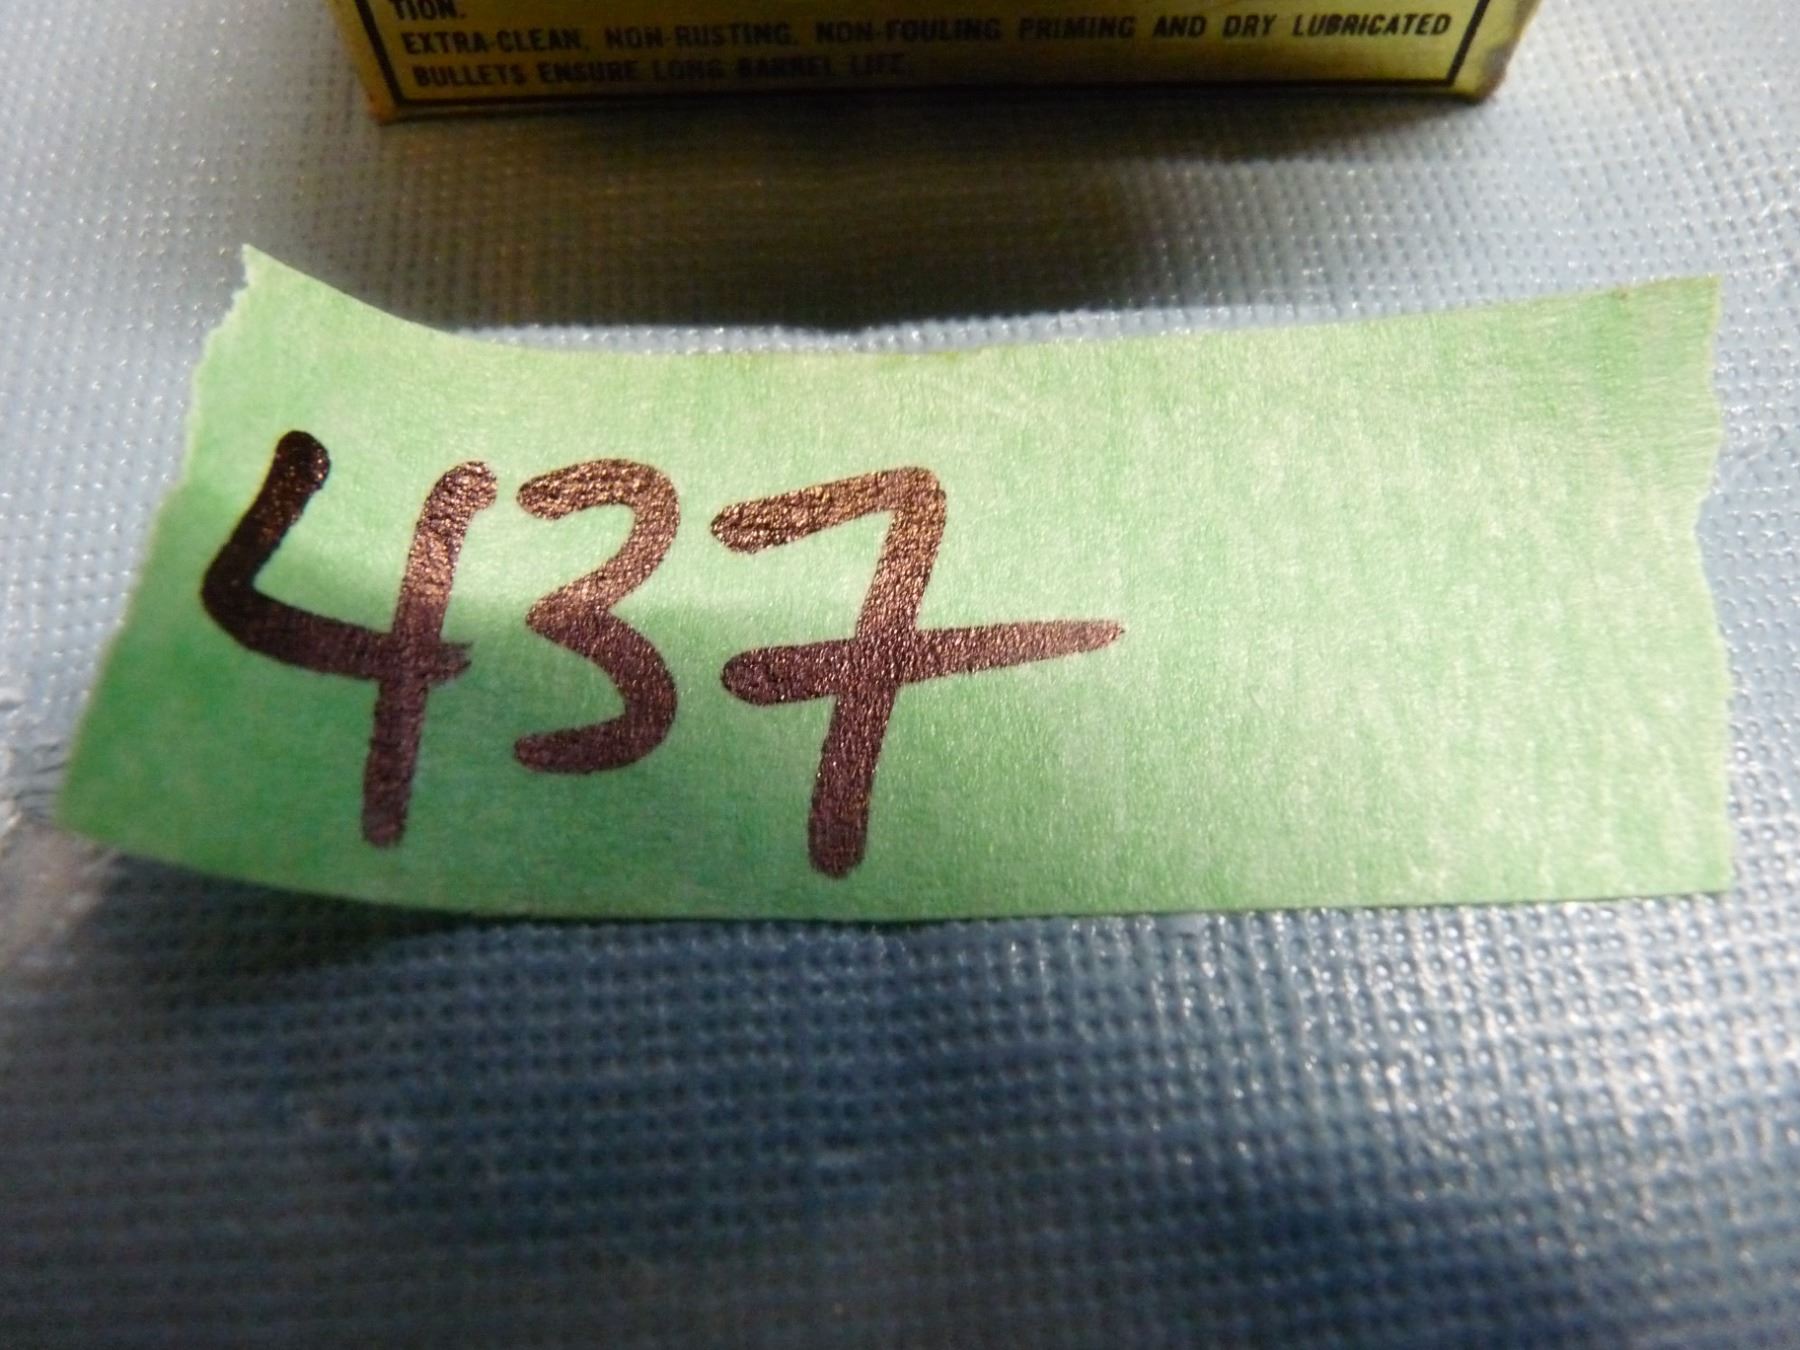 TION.
EXTRA-CLEAN, NON-RUSTING, NON-FOULING PRIMING AND DRY LUBRICATED
BULLETS ENSURE LONG BARREL LIFE.
437